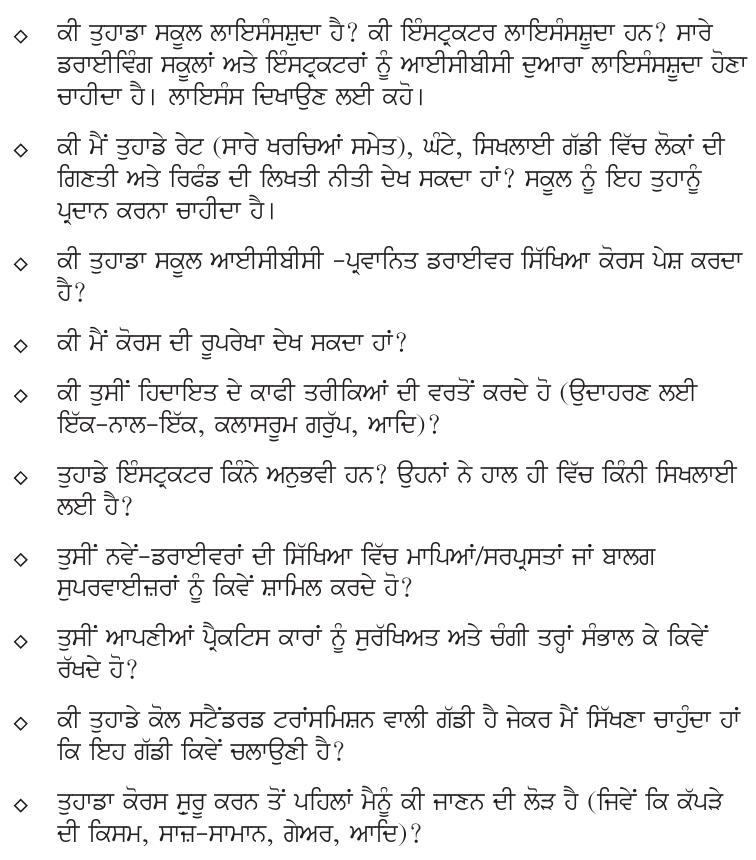 ◇ ਕੀ ਤੁਹਾਡਾ ਸਕੂਲ ਲਾਇਸੰਸਸ਼ੁਦਾ ਹੈ? ਕੀ ਇੰਸਟ੍ਰਕਟਰ ਲਾਇਸੰਸਸ਼ੂਦਾ ਹਨ? ਸਾਰੇ
ਡਰਾਈਵਿੰਗ ਸਕੂਲਾਂ ਅਤੇ ਇੰਸਟ੍ਰਕਟਰਾਂ ਨੂੰ ਆਈਸੀਬੀਸੀ ਦੁਆਰਾ ਲਾਇਸੰਸਸ਼ੂਦਾ ਹੋਣਾ
ਚਾਹੀਦਾ ਹੈ। ਲਾਇਸੰਸ ਦਿਖਾਉਣ ਲਈ ਕਹੋ।
◇ ਕੀ ਮੈਂ ਤੁਹਾਡੇ ਰੇਟ (ਸਾਰੇ ਖਰਚਿਆਂ ਸਮੇਤ), ਘੰਟੇ, ਸਿਖਲਾਈ ਗੱਡੀ ਵਿੱਚ ਲੋਕਾਂ ਦੀ
ਗਿਣਤੀ ਅਤੇ ਰਿਫੰਡ ਦੀ ਲਿਖਤੀ ਨੀਤੀ ਦੇਖ ਸਕਦਾ ਹਾਂ? ਸਕੂਲ ਨੂੰ ਇਹ ਤੁਹਾਨੂੰ
ਪ੍ਰਦਾਨ ਕਰਨਾ ਚਾਹੀਦਾ ਹੈ।
◇ ਕੀ ਤੁਹਾਡਾ ਸਕੂਲ ਆਈਸੀਬੀਸੀ -ਪ੍ਰਵਾਨਿਤ ਡਰਾਈਵਰ ਸਿੱਖਿਆ ਕੋਰਸ ਪੇਸ਼ ਕਰਦਾ
ਹੈ?
◇ ਕੀ ਮੈਂ ਕੋਰਸ ਦੀ ਰੂਪਰੇਖਾ ਦੇਖ ਸਕਦਾ ਹਾਂ?
◇ ਕੀ ਤੁਸੀਂ ਹਿਦਾਇਤ ਦੇ ਕਾਫੀ ਤਰੀਕਿਆਂ ਦੀ ਵਰਤੋਂ ਕਰਦੇ ਹੋ (ਉਦਾਹਰਣ ਲਈ
ਇੱਕ-ਨਾਲ-ਇੱਕ, ਕਲਾਸਰੂਮ ਗਰੁੱਪ, ਆਦਿ)?
◇ ਤੁਹਾਡੇ ਇੰਸਟ੍ਰਕਟਰ ਕਿੰਨੇ ਅਨੁਭਵੀ ਹਨ? ਉਹਨਾਂ ਨੇ ਹਾਲ ਹੀ ਵਿੱਚ ਕਿੰਨੀ ਸਿਖਲਾਈ
ਲਈ ਹੈ?
◇ ਤੁਸੀਂ ਨਵੇਂ-ਡਰਾਈਵਰਾਂ ਦੀ ਸਿੱਖਿਆ ਵਿੱਚ ਮਾਪਿਆਂ/ਸਰਪ੍ਰਸਤਾਂ ਜਾਂ ਬਾਲਗ
ਸੁਪਰਵਾਈਜ਼ਰਾਂ ਨੂੰ ਕਿਵੇਂ ਸ਼ਾਮਿਲ ਕਰਦੇ ਹੋ?
◇ ਤੁਸੀਂ ਆਪਣੀਆਂ ਪ੍ਰੈਕਟਿਸ ਕਾਰਾਂ ਨੂੰ ਸੁਰੱਖਿਅਤ ਅਤੇ ਚੰਗੀ ਤਰ੍ਹਾਂ ਸੰਭਾਲ ਕੇ ਕਿਵੇਂ
ਰੱਖਦੇ ਹੋ?
◇ ਕੀ ਤੁਹਾਡੇ ਕੋਲ ਸਟੈਂਡਰਡ ਟਰਾਂਸਮਿਸ਼ਨ ਵਾਲੀ ਗੱਡੀ ਹੈ ਜੇਕਰ ਮੈਂ ਸਿੱਖਣਾ ਚਾਹੁੰਦਾ ਹਾਂ
ਕਿ ਇਹ ਗੱਡੀ ਕਿਵੇਂ ਚਲਾਉਣੀ ਹੈ?
◇ ਤੁਹਾਡਾ ਕੋਰਸ ਸ਼ੁਰੂ ਕਰਨ ਤੋਂ ਪਹਿਲਾਂ ਮੈਨੂੰ ਕੀ ਜਾਣਨ ਦੀ ਲੋੜ ਹੈ (ਜਿਵੇਂ ਕਿ ਕੱਪੜੇ
ਦੀ ਕਿਸਮ, ਸਾਜ਼-ਸਾਮਾਨ, ਗੇਅਰ, ਆਦਿ)?